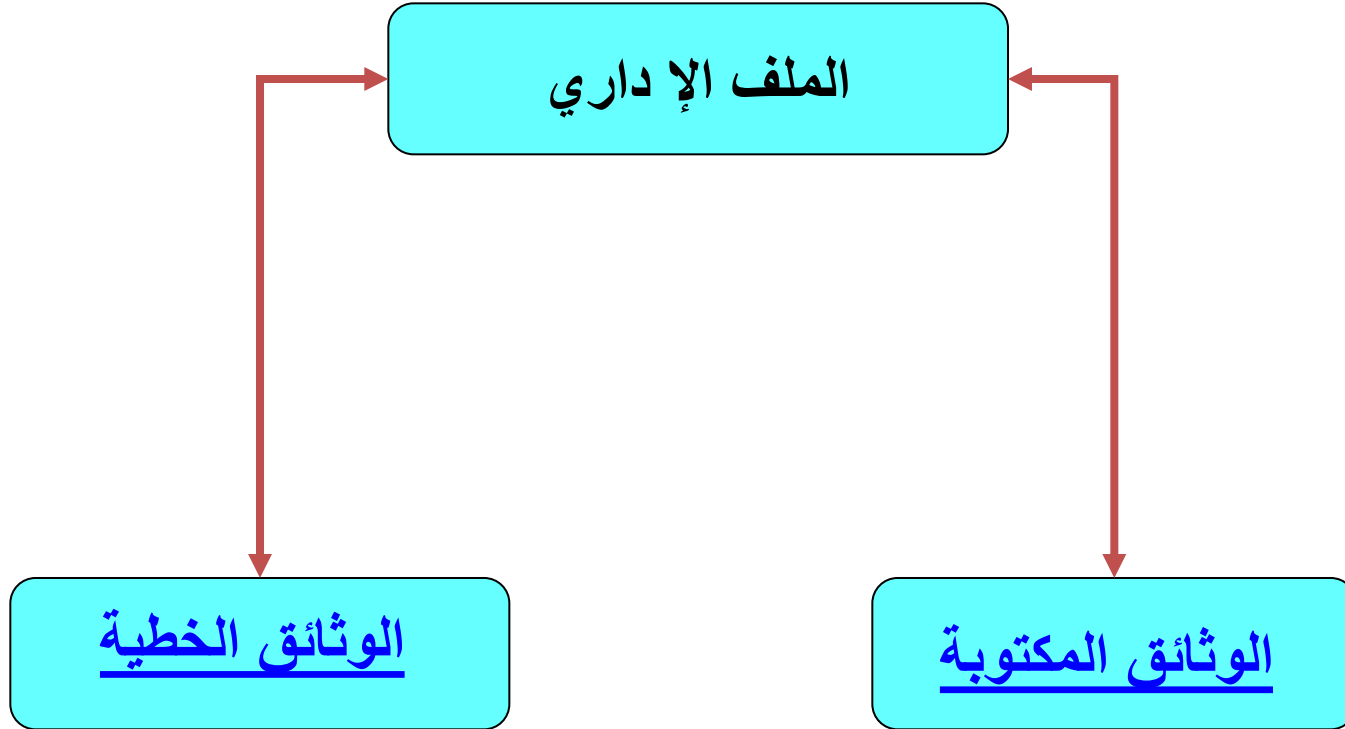 الملف الإ داري
الوثائق المكتوبة
الوثائق الخطية